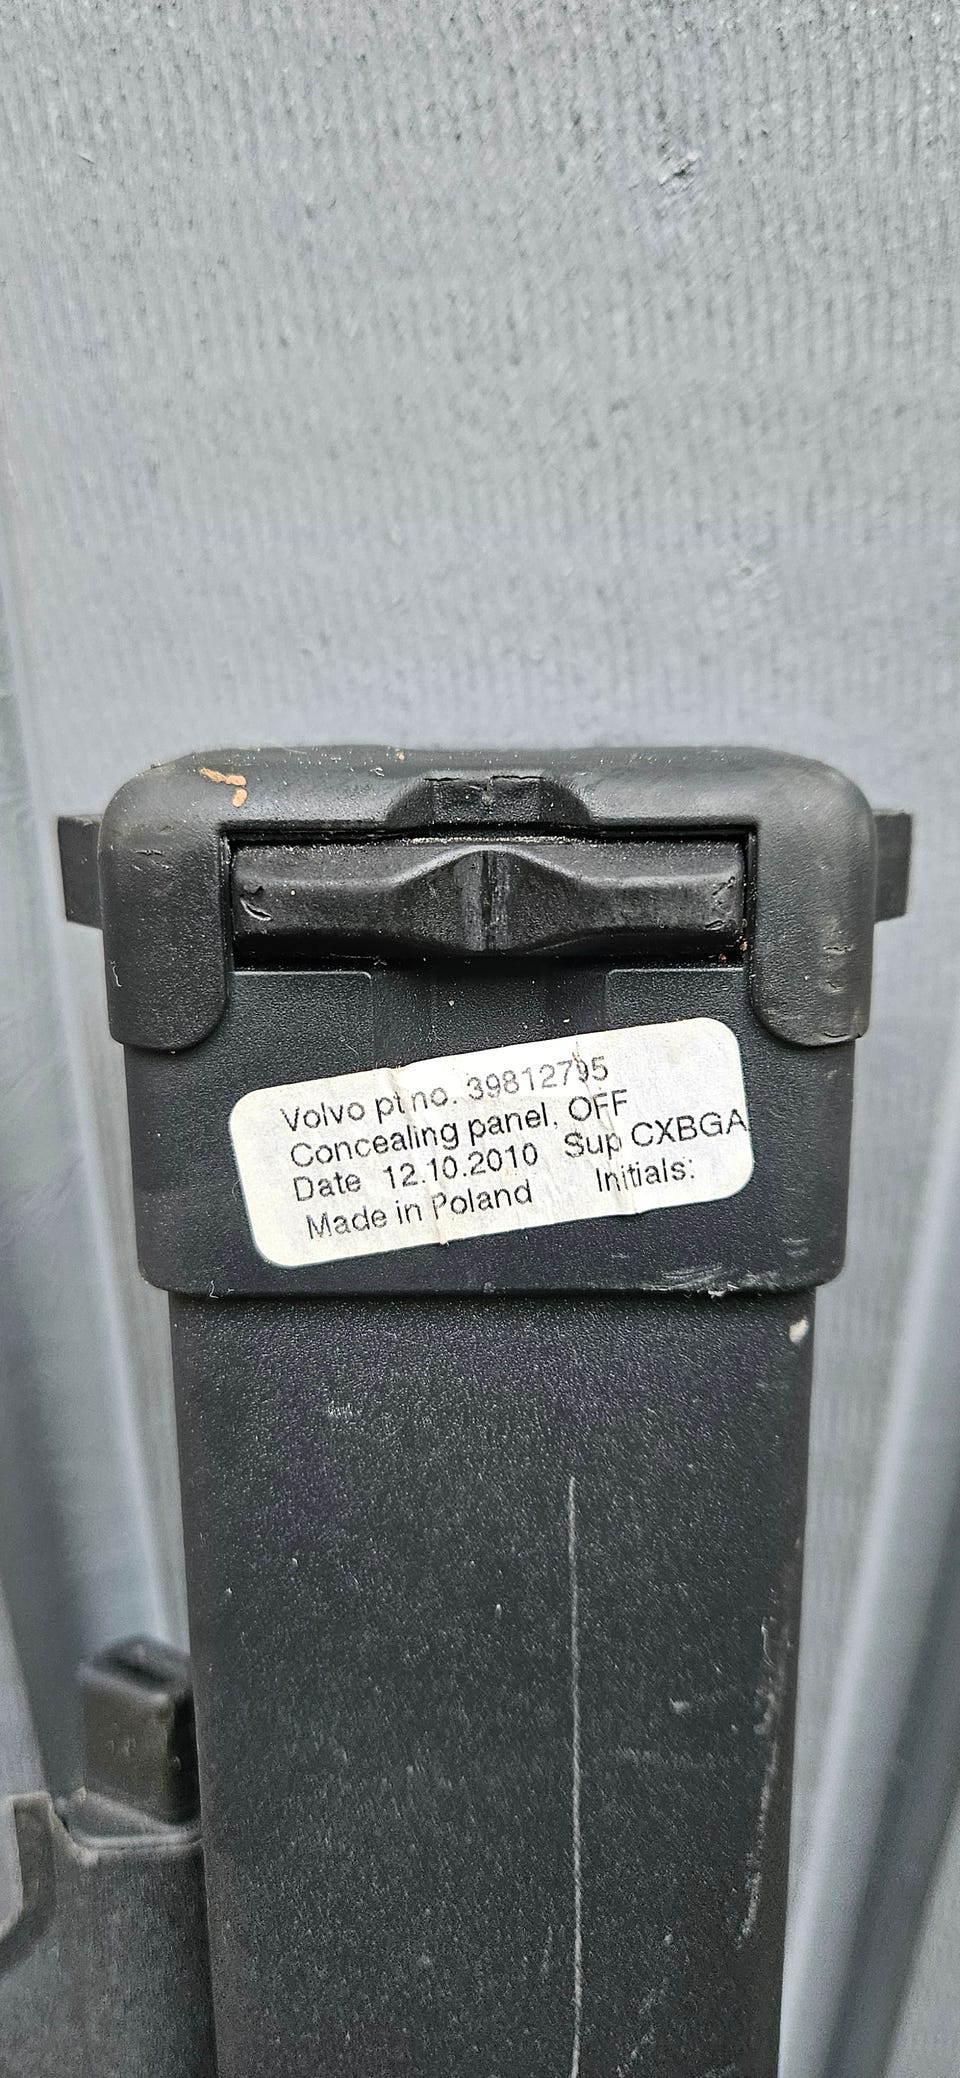 Volvo pt no. 39812795
Concealing panel, OFF
Date 12.10.2010 Sup CXBGA
Made in Poland Initials: